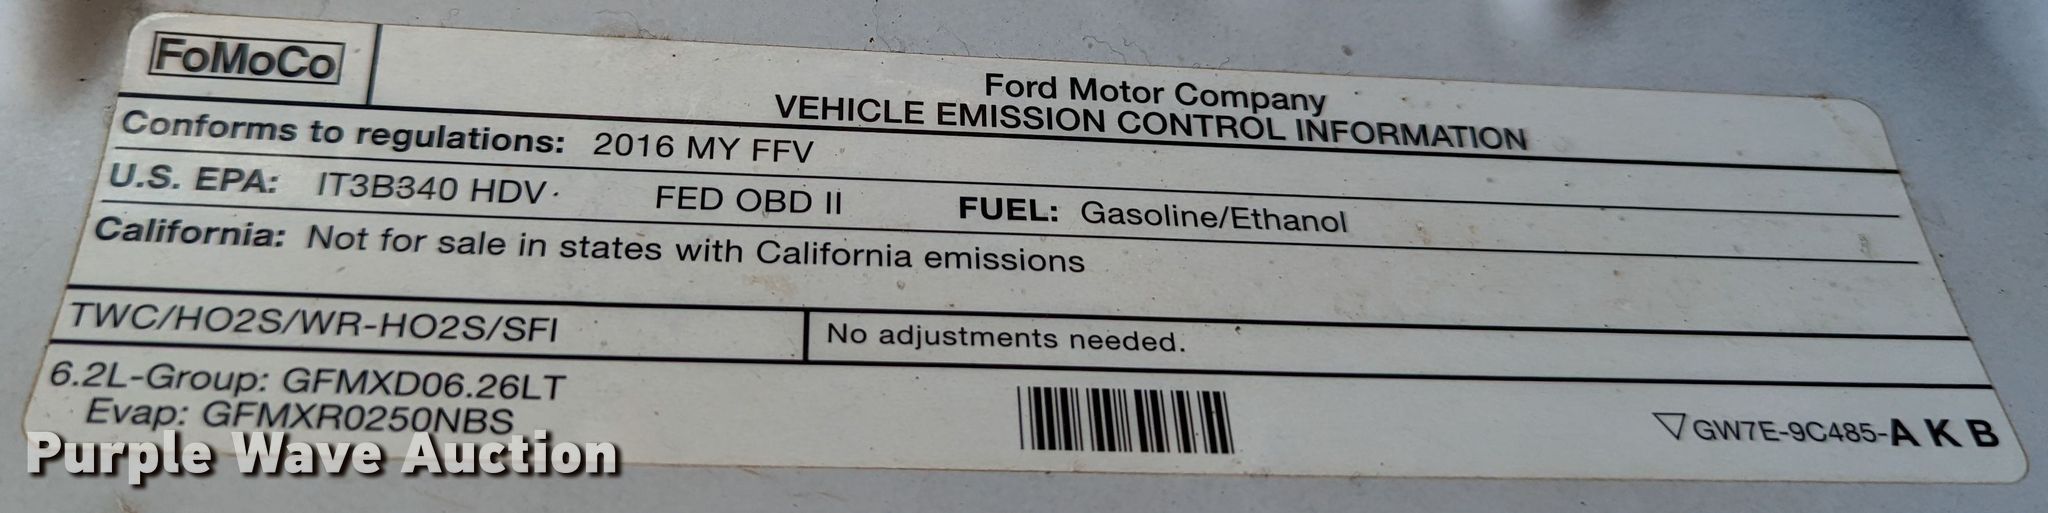 FoMoCo
Ford Motor Company
VEHICLE EMISSION CONTROL INFORMATION
Conforms to regulations: 2016 MY FFV
U.S. EPA: IT3B340 HDV. FED OBD II FUEL: Gasoline/Ethanol
California: Not for sale in states with California emissions
TWC/HO2S/WR-HO2S/SFI No adjustments needed.
6.2L-Group: GFMXD06.26LT
Evap: GFMXR0250NBS
GW7E-9C485-AKB
Purple Wave Auction